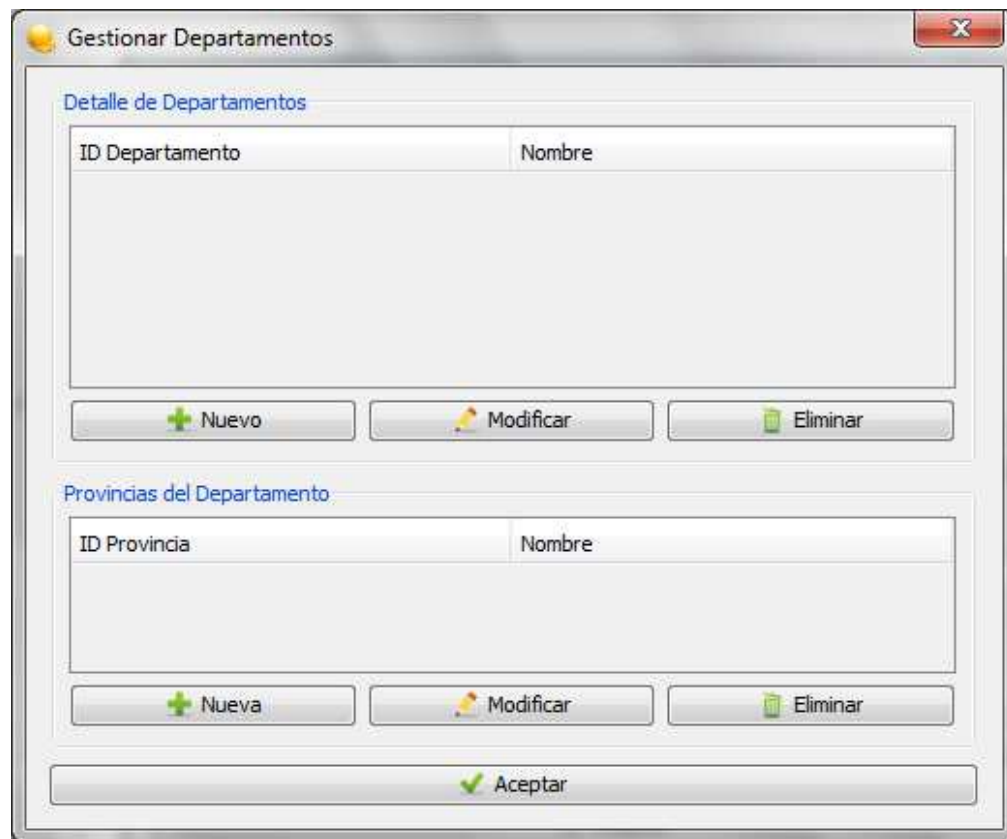 Gestionar Departamentos
Detalle de Departamentos
ID Departamento Nombre
Nuevo Modificar Eliminar
Provincias del Departamento
ID Provincia Nombre
Nueva Modificar Eliminar
Aceptar